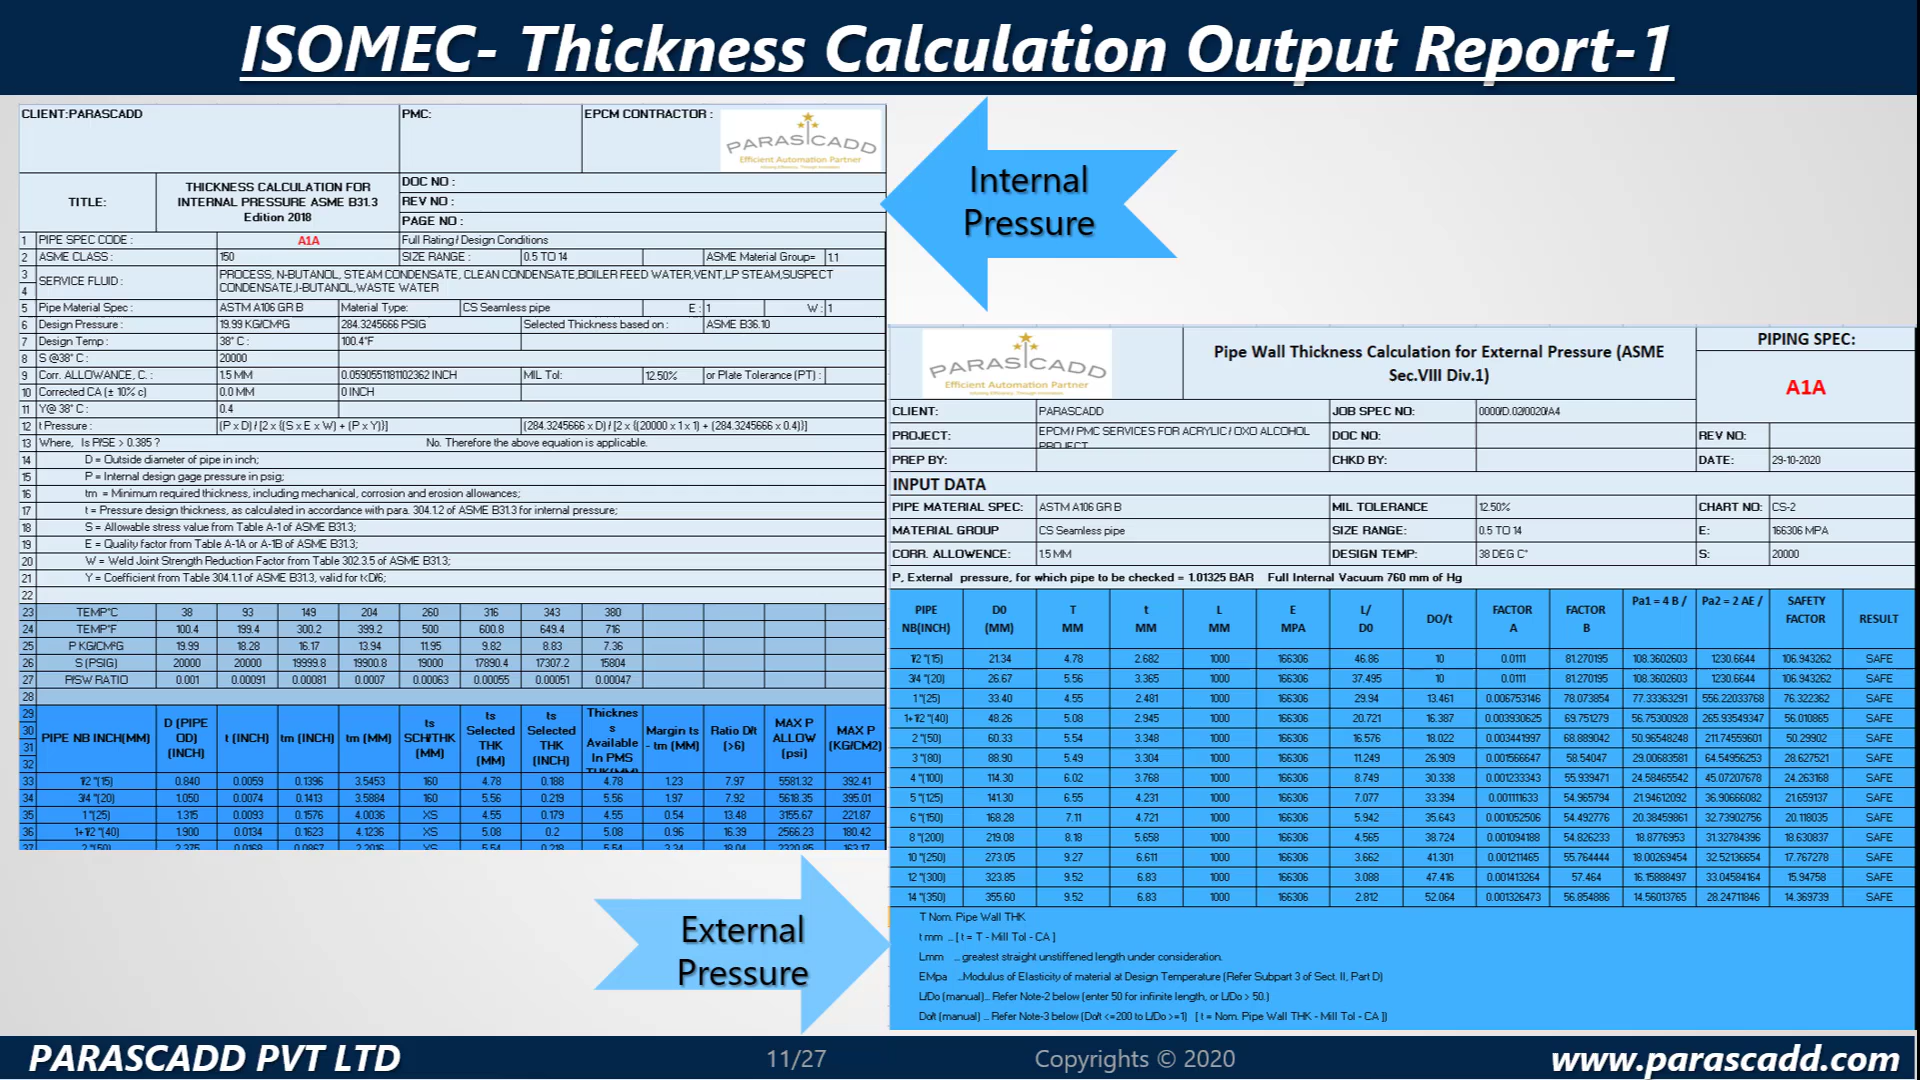 ISOMEC- Thickness Calculation Output Report-1
CLIENT:PARASCADD
PMC:
EPCM CONTRACTOR :
PARASCADD
Efficient Automation Partner
TITLE:
THICKNESS CALCULATION FOR
INTERNAL PRESSURE ASME B31.3
Edition 2018
DOC NO :
REV NO :
PAGE NO :
1 PIPE SPEC CODE : A1A Full Rating / Design Conditions
2 ASME CLASS : 150 SIZE RANGE : 0.5 TO 14 ASME Material Group= 1.1
3 SERVICE FLUID : PROCESS, N-BUTANOL, STEAM CONDENSATE, CLEAN CONDENSATE,BOILER FEED WATER,VENT,LP STEAM,SUSPECT
4 CONDENSATE,I-BUTANOL,WASTE WATER
5 Pipe Material Spec : ASTM A106 GR B Material Type: CS Seamless pipe E : 1 W : 1
6 Design Pressure : 19.99 KG/CM²G 284.3245666 PSIG Selected Thickness based on : ASME B36.10
7 Design Temp : 38° C : 100.4°F
8 S @38° C : 20000
9 Corr. ALLOWANCE, C. : 1.5 MM 0.0590551181102362 INCH MIL Tol: 12.50% or Plate Tolerance (PT) :
10 Corrected CA (± 10% c) 0.0 MM 0 INCH
11 Y@ 38° C : 0.4
12 t Pressure : (P x D) / [2 x {(S x E x W) + (P x Y)}] (284.3245666 x D) / [2 x {(20000 x 1 x 1) + (284.3245666 x 0.4)}]
13 Where, Is P/SE > 0.385 ? No. Therefore the above equation is applicable.
14 D = Outside diameter of pipe in inch;
15 P = Internal design gage pressure in psig;
16 tm = Minimum required thickness, including mechanical, corrosion and erosion allowances;
17 t = Pressure design thickness, as calculated in accordance with para. 304.1.2 of ASME B31.3 for internal pressure;
18 S = Allowable stress value from Table A-1 of ASME B31.3;
19 E = Quality factor from Table A-1A or A-1B of ASME B31.3;
20 W = Weld Joint Strength Reduction Factor from Table 302.3.5 of ASME B31.3;
21 Y = Coefficient from Table 304.1.1 of ASME B31.3, valid for t<D/6;
22
23 TEMP°C 38 93 149 204 260 316 343 380
24 TEMP°F 100.4 199.4 300.2 399.2 500 600.8 649.4 716
25 P KG/CM²G 19.99 18.28 16.17 13.94 11.95 9.82 8.83 7.36
26 S (PSIG) 20000 20000 19999.8 19900.8 19000 17890.4 17307.2 15804
27 P/SW RATIO 0.001 0.00091 0.00081 0.0007 0.00063 0.00055 0.00051 0.00047
28
29
30
31
32
PIPE NB INCH(MM) D (PIPE OD) (INCH) t (INCH) tm (INCH) tm (MM) ts SCH/THK (MM) ts Selected THK (MM) ts Selected THK (INCH) Thickness Available In PMS THK(MM) Margin ts - tm (MM) Ratio D/t (>6) MAX P ALLOW (psi) MAX P (KG/CM2)
33 1/2 "(15) 0.840 0.0059 0.1396 3.5453 160 4.78 0.188 4.78 1.23 7.97 5581.32 392.41
34 3/4 "(20) 1.050 0.0074 0.1413 3.5884 160 5.56 0.219 5.56 1.97 7.92 5618.35 395.01
35 1 "(25) 1.315 0.0093 0.1576 4.0036 XS 4.55 0.179 4.55 0.54 13.48 3155.67 221.87
36 1+1/2 "(40) 1.900 0.0134 0.1623 4.1236 XS 5.08 0.2 5.08 0.96 16.39 2566.23 180.42
37 2 "(50) 2.375 0.0168 0.0867 2.2016 XS 5.54 0.218 5.54 3.34 18.04 2320.85 163.17
Internal
Pressure
PARASCADD
Efficient Automation Partner
Pipe Wall Thickness Calculation for External Pressure (ASME
Sec.VIII Div.1)
PIPING SPEC:
A1A
CLIENT: PARASCADD JOB SPEC NO: 0000/D.02/0020/A4
PROJECT: EPCM / PMC SERVICES FOR ACRYLIC / OXO ALCOHOL PROJECT DOC NO: REV NO:
PREP BY: CHKD BY: DATE: 29-10-2020
INPUT DATA
PIPE MATERIAL SPEC: ASTM A106 GR B MIL TOLERANCE 12.50% CHART NO: CS-2
MATERIAL GROUP CS Seamless pipe SIZE RANGE: 0.5 TO 14 E: 166306 MPA
CORR. ALLOWENCE: 1.5 MM DESIGN TEMP: 38 DEG C° S: 20000
P, External pressure, for which pipe to be checked = 1.01325 BAR Full Internal Vacuum 760 mm of Hg
PIPE NB(INCH) D0 (MM) T MM t MM L MM E MPA L/ D0 DO/t FACTOR A FACTOR B Pa1 = 4 B / Pa2 = 2 AE / SAFETY FACTOR RESULT
1/2 "(15) 21.34 4.78 2.682 1000 166306 46.86 10 0.0111 81.270195 108.3602603 1230.6644 106.943262 SAFE
3/4 "(20) 26.67 5.56 3.365 1000 166306 37.495 10 0.0111 81.270195 108.3602603 1230.6644 106.943262 SAFE
1 "(25) 33.40 4.55 2.481 1000 166306 29.94 13.461 0.006753146 78.073854 77.33363291 556.22033768 76.322362 SAFE
1+1/2 "(40) 48.26 5.08 2.945 1000 166306 20.721 16.387 0.003930625 69.751279 56.75300928 265.93549347 56.010865 SAFE
2 "(50) 60.33 5.54 3.348 1000 166306 16.576 18.022 0.003441997 68.889042 50.96548248 211.74559601 50.29902 SAFE
3 "(80) 88.90 5.49 3.304 1000 166306 11.249 26.909 0.001566647 58.54047 29.00683581 64.54956253 28.627521 SAFE
4 "(100) 114.30 6.02 3.768 1000 166306 8.749 30.338 0.001233343 55.939471 24.58465542 45.07207678 24.263168 SAFE
5 "(125) 141.30 6.55 4.231 1000 166306 7.077 33.394 0.001111633 54.965794 21.94612092 36.90666082 21.659137 SAFE
6 "(150) 168.28 7.11 4.721 1000 166306 5.942 35.643 0.001052506 54.492776 20.38459861 32.73902756 20.118035 SAFE
8 "(200) 219.08 8.18 5.658 1000 166306 4.565 38.724 0.001094188 54.826233 18.8776953 31.32784396 18.630837 SAFE
10 "(250) 273.05 9.27 6.611 1000 166306 3.662 41.301 0.001211465 55.764444 18.00269454 32.52136654 17.767278 SAFE
12 "(300) 323.85 9.52 6.83 1000 166306 3.088 47.416 0.001413264 57.464 16.15888497 33.04584164 15.94758 SAFE
14 "(350) 355.60 9.52 6.83 1000 166306 2.812 52.064 0.001326473 56.854886 14.56013765 28.24711846 14.369739 SAFE
T Nom. Pipe Wall THK
t mm ... [ t = T - Mill Tol - CA ]
L mm ... greatest straight unstiffened length under consideration.
E Mpa ...Modulus of Elasticity of material at Design Temperature (Refer Subpart 3 of Sect. II, Part D)
L/Do (manual)... Refer Note-2 below (enter 50 for infinite length, or L/Do > 50.)
Do/t (manual) ... Refer Note-3 below (Do/t <=200 to L/Do >=1) [ t = Nom. Pipe Wall THK - Mill Tol - CA ])
External
Pressure
PARASCADD PVT LTD
11/27
Copyrights © 2020
www.parascadd.com